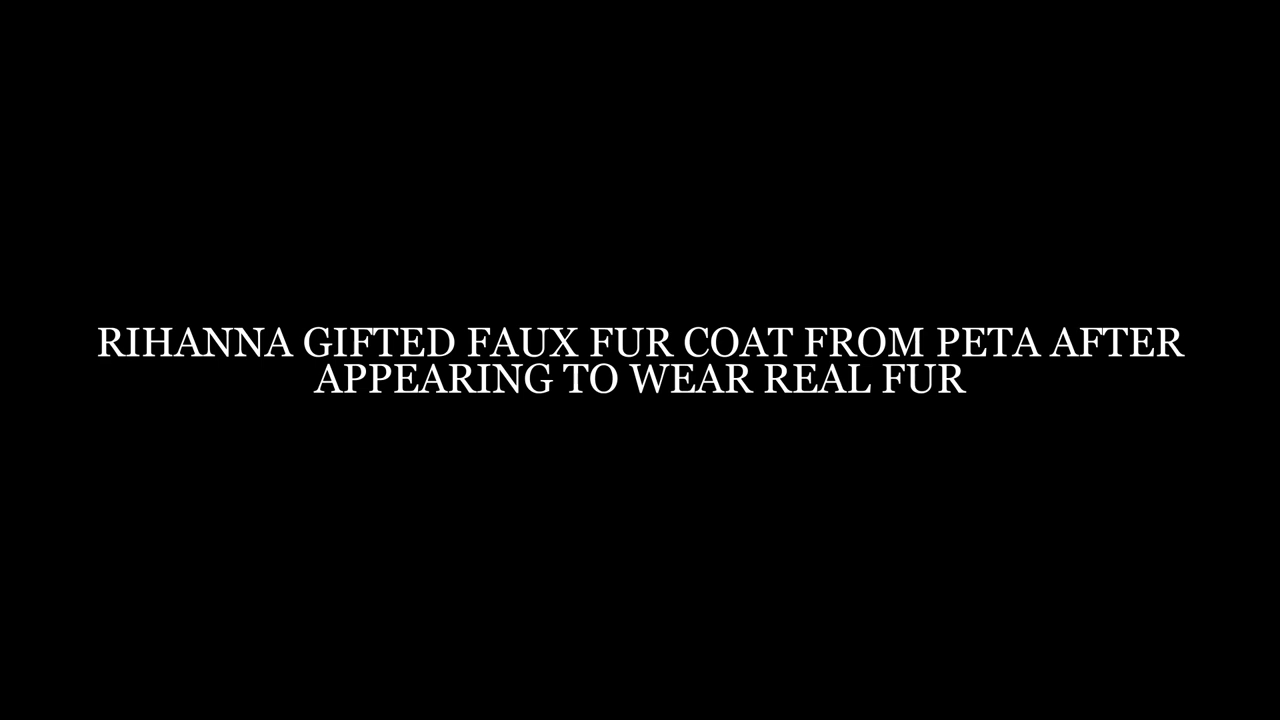 RIHANNA GIFTED FAUX FUR COAT FROM PETA AFTER
APPEARING TO WEAR REAL FUR